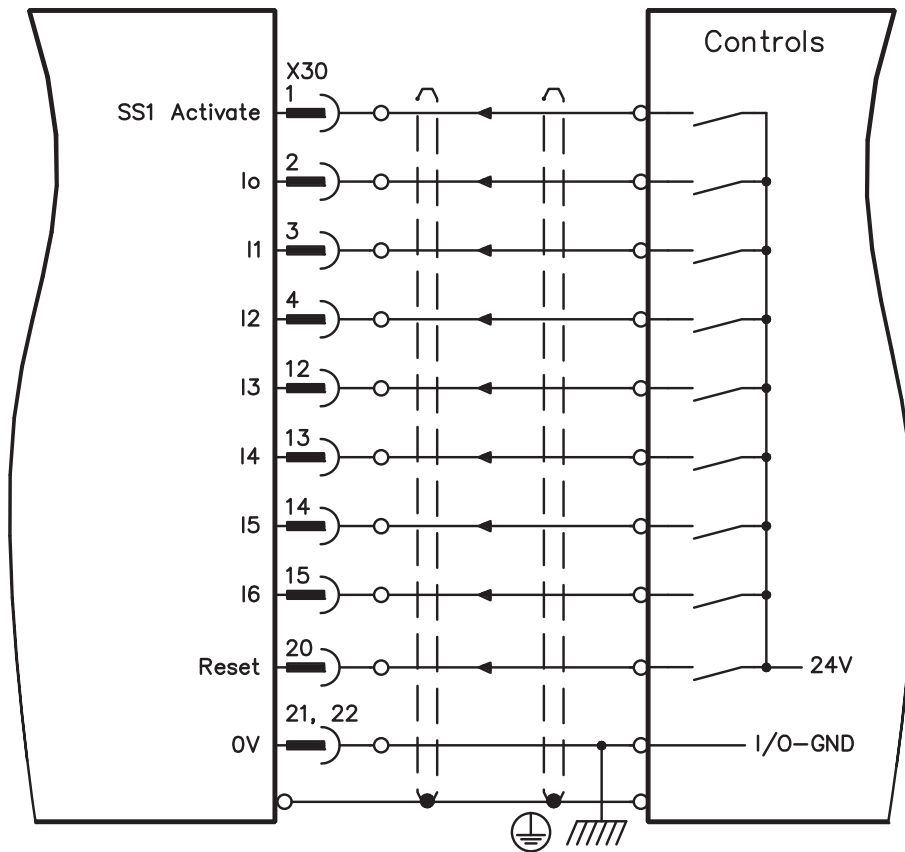 Controls
X30
SS1 Activate 1
Io 2
I1 3
I2 4
I3 12
I4 13
I5 14
I6 15
Reset 20 24V
0V 21, 22 I/O-GND